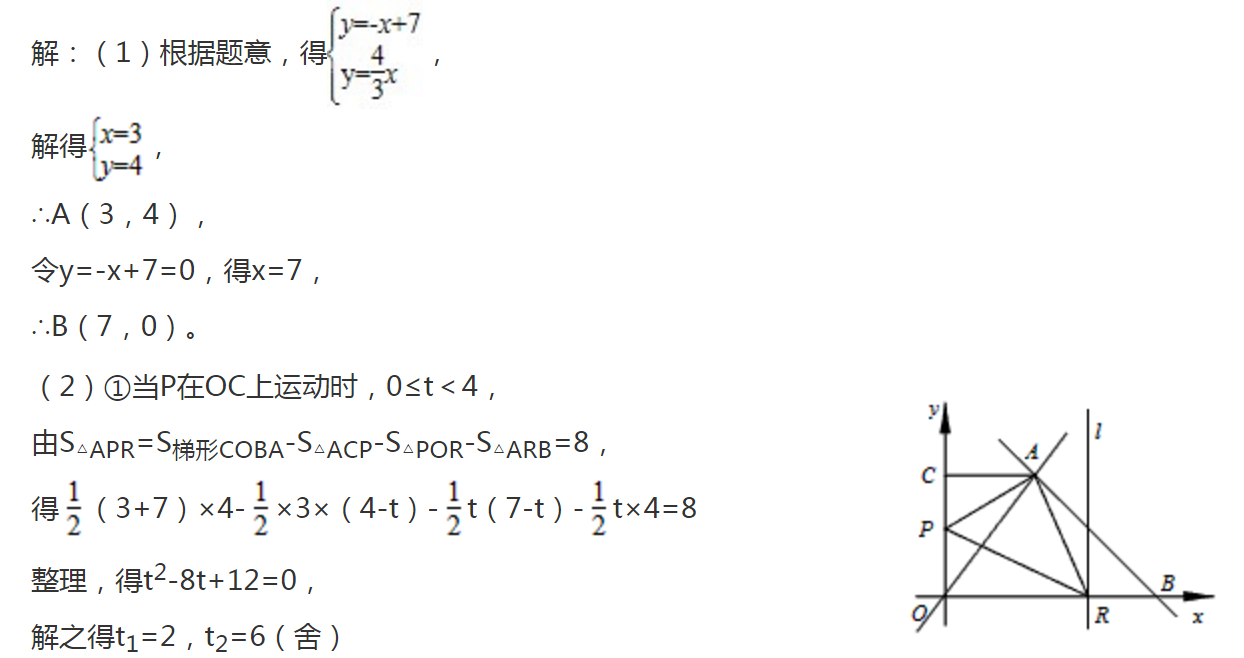 解：（1）根据题意，得{y=-x+7 y=4/3x ，
解得{x=3 y=4 ，
∴A（3，4），
令y=-x+7=0，得x=7，
∴B（7，0）。
（2）①当P在OC上运动时，0≤t＜4，
由S△APR=S梯形COBA-S△ACP-S△POR-S△ARB=8，
得1/2（3+7）×4-1/2×3×（4-t）-1/2t（7-t）-1/2t×4=8
整理，得t²-8t+12=0，
解之得t₁=2，t₂=6（舍）
y
l
A
C
P
B
O
R
x